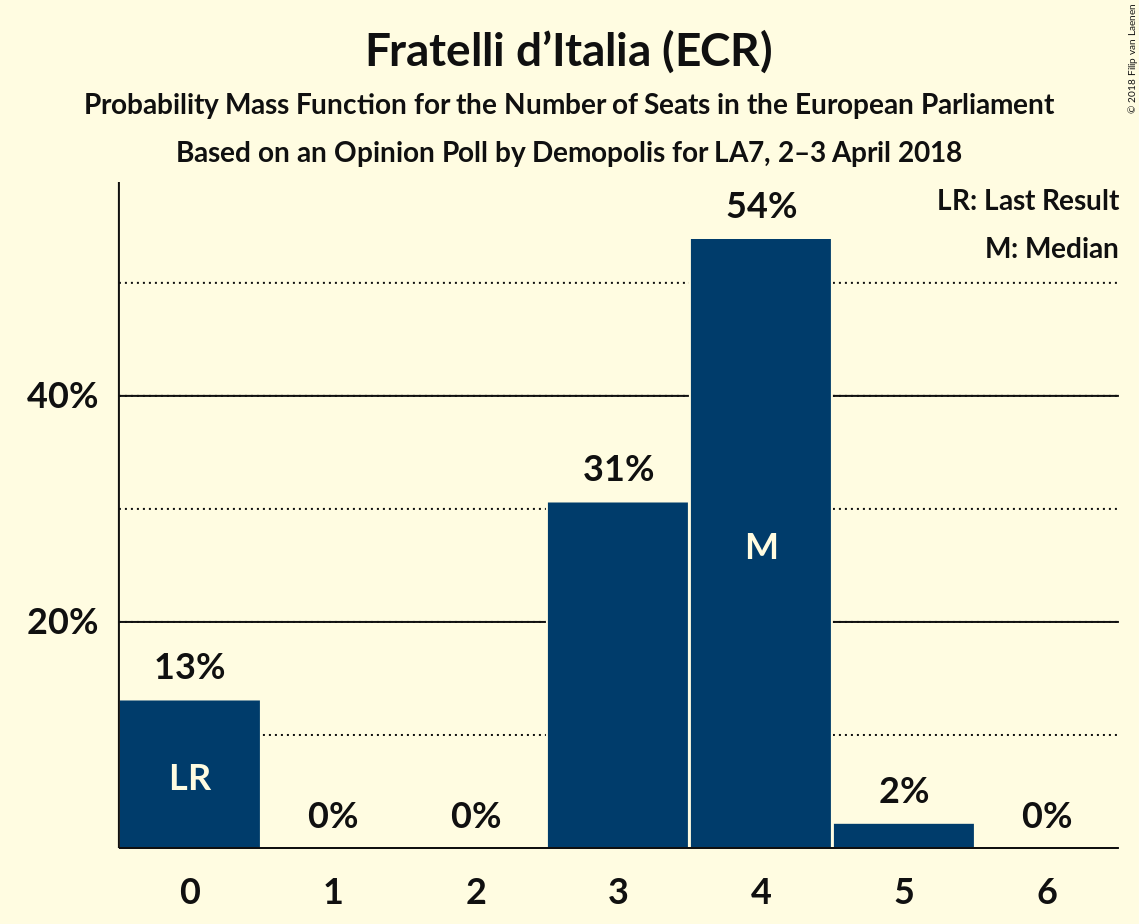 Fratelli d’Italia (ECR)
Probability Mass Function for the Number of Seats in the European Parliament
Based on an Opinion Poll by Demopolis for LA7, 2–3 April 2018
© 2018 Filip van Laenen
LR: Last Result
M: Median
54%
40%
31%
M
20%
13%
LR
0%
0%
2%
0%
0 1 2 3 4 5 6